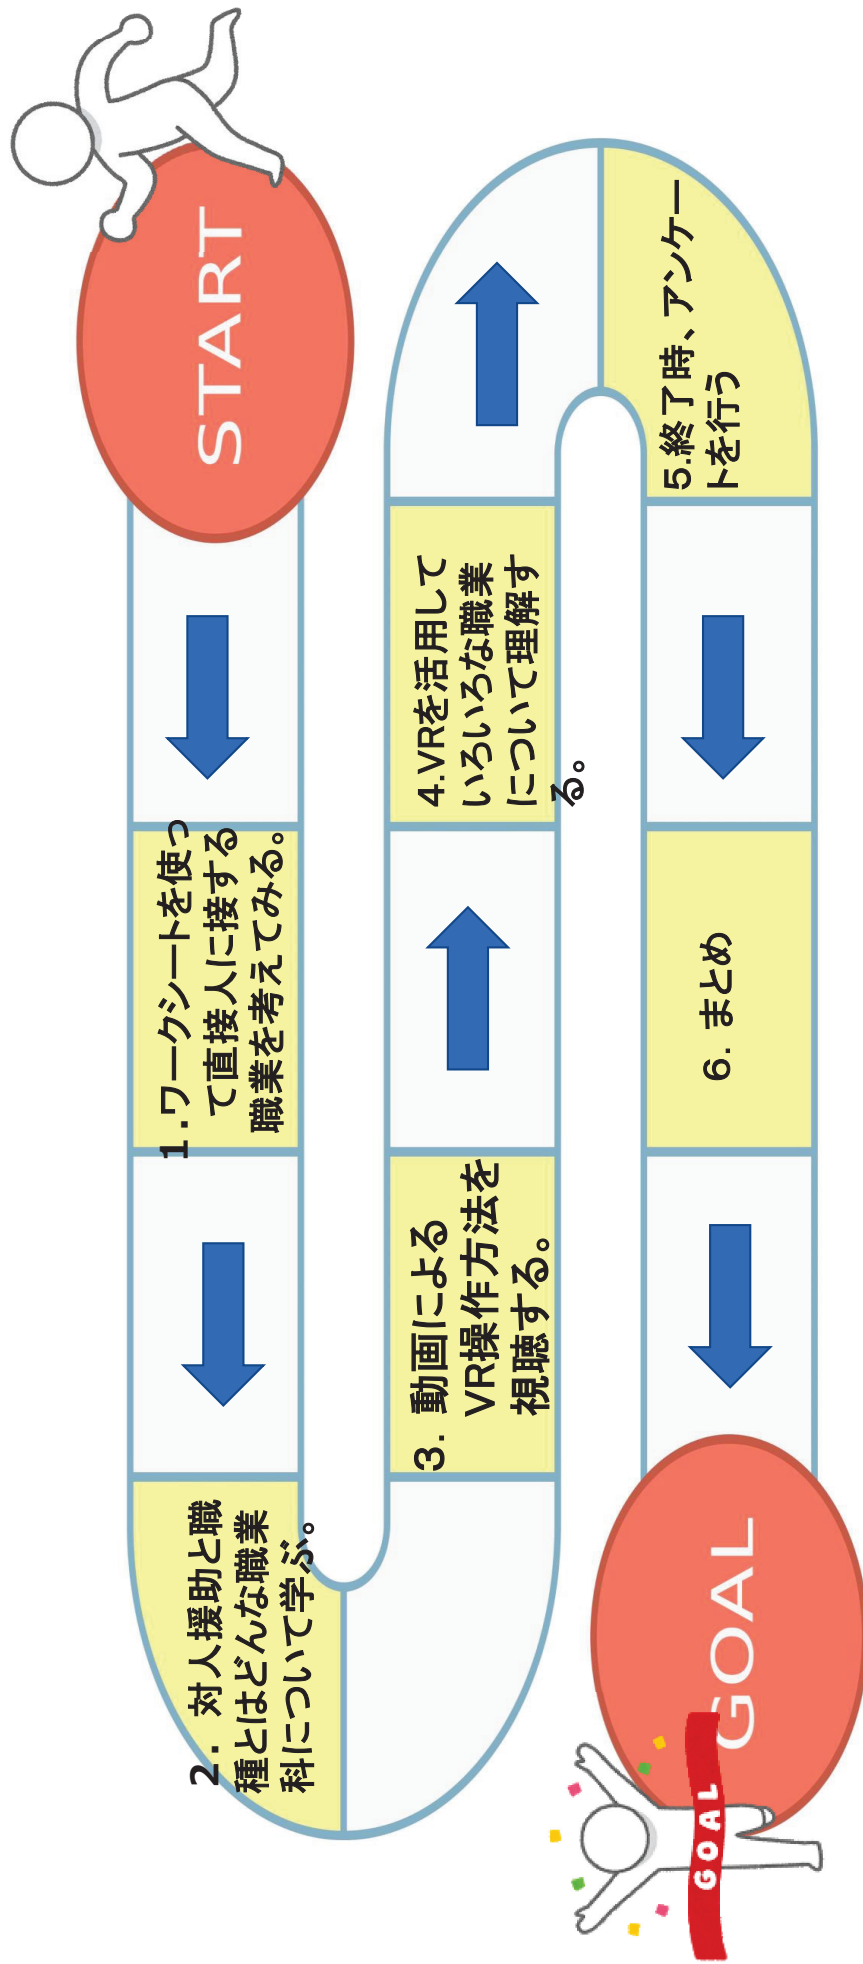 START
1.ワークシートを使っ
て直接人に接する
職業を考えてみる。
2. 対人援助と職
種とはどんな職業
科について学ぶ。
3. 動画による
VR操作方法を
視聴する。
4.VRを活用して
いろいろな職業
について理解す
る。
5.終了時、アンケー
トを行う
6. まとめ
GOAL
GOAL